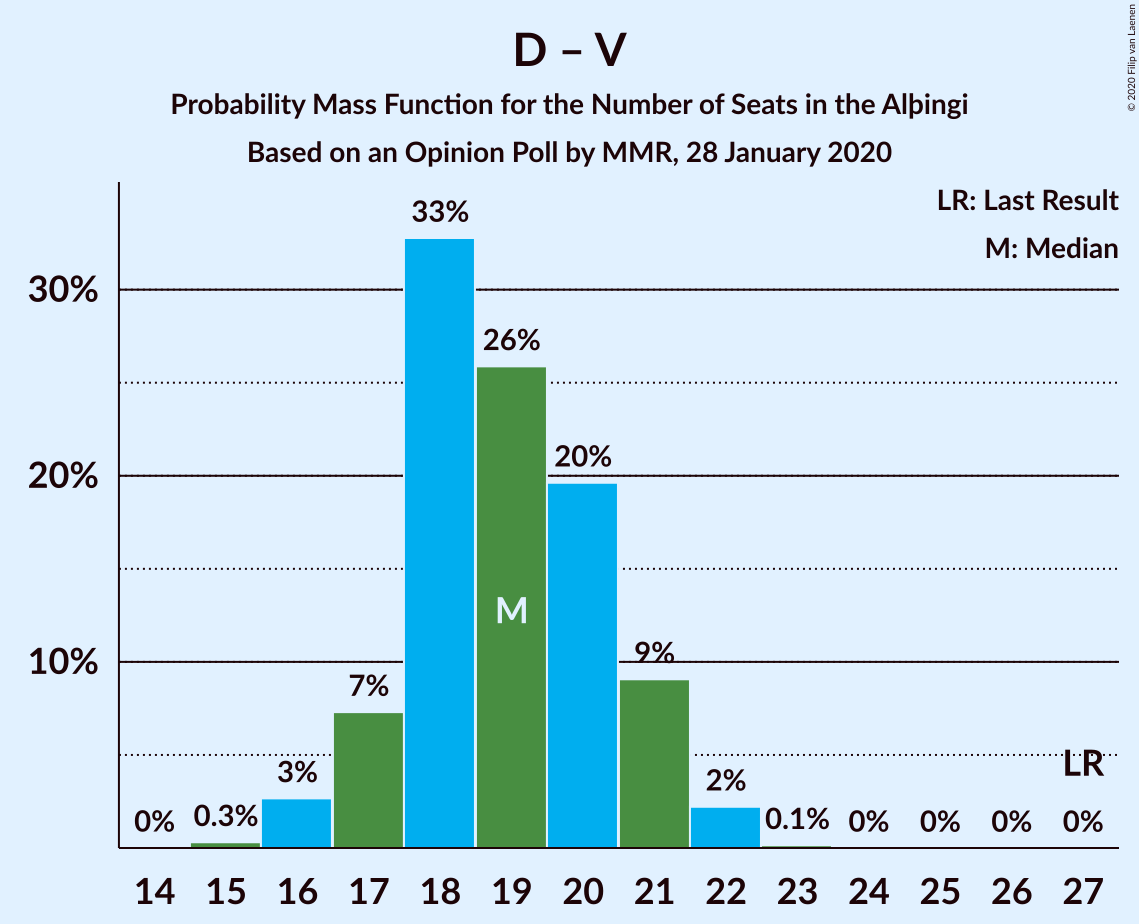 D – V
Probability Mass Function for the Number of Seats in the Alþingi
Based on an Opinion Poll by MMR, 28 January 2020
© 2020 Filip van Laenen
LR: Last Result
M: Median
30%
20%
10%
0%
0.3%
3%
7%
33%
26%
20%
9%
2%
0.1%
0%
0%
0%
0%
M
LR
14 15 16 17 18 19 20 21 22 23 24 25 26 27